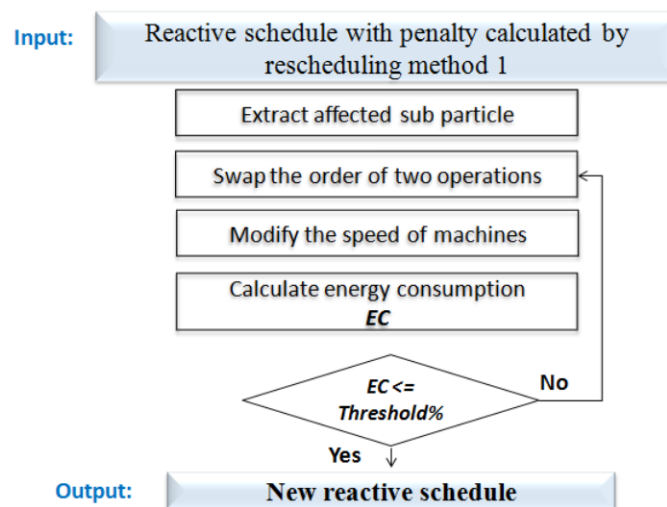 Input:
Reactive schedule with penalty calculated by
rescheduling method 1
Extract affected sub particle
Swap the order of two operations
Modify the speed of machines
Calculate energy consumption
EC
EC <=
Threshold%
No
Yes
Output:
New reactive schedule